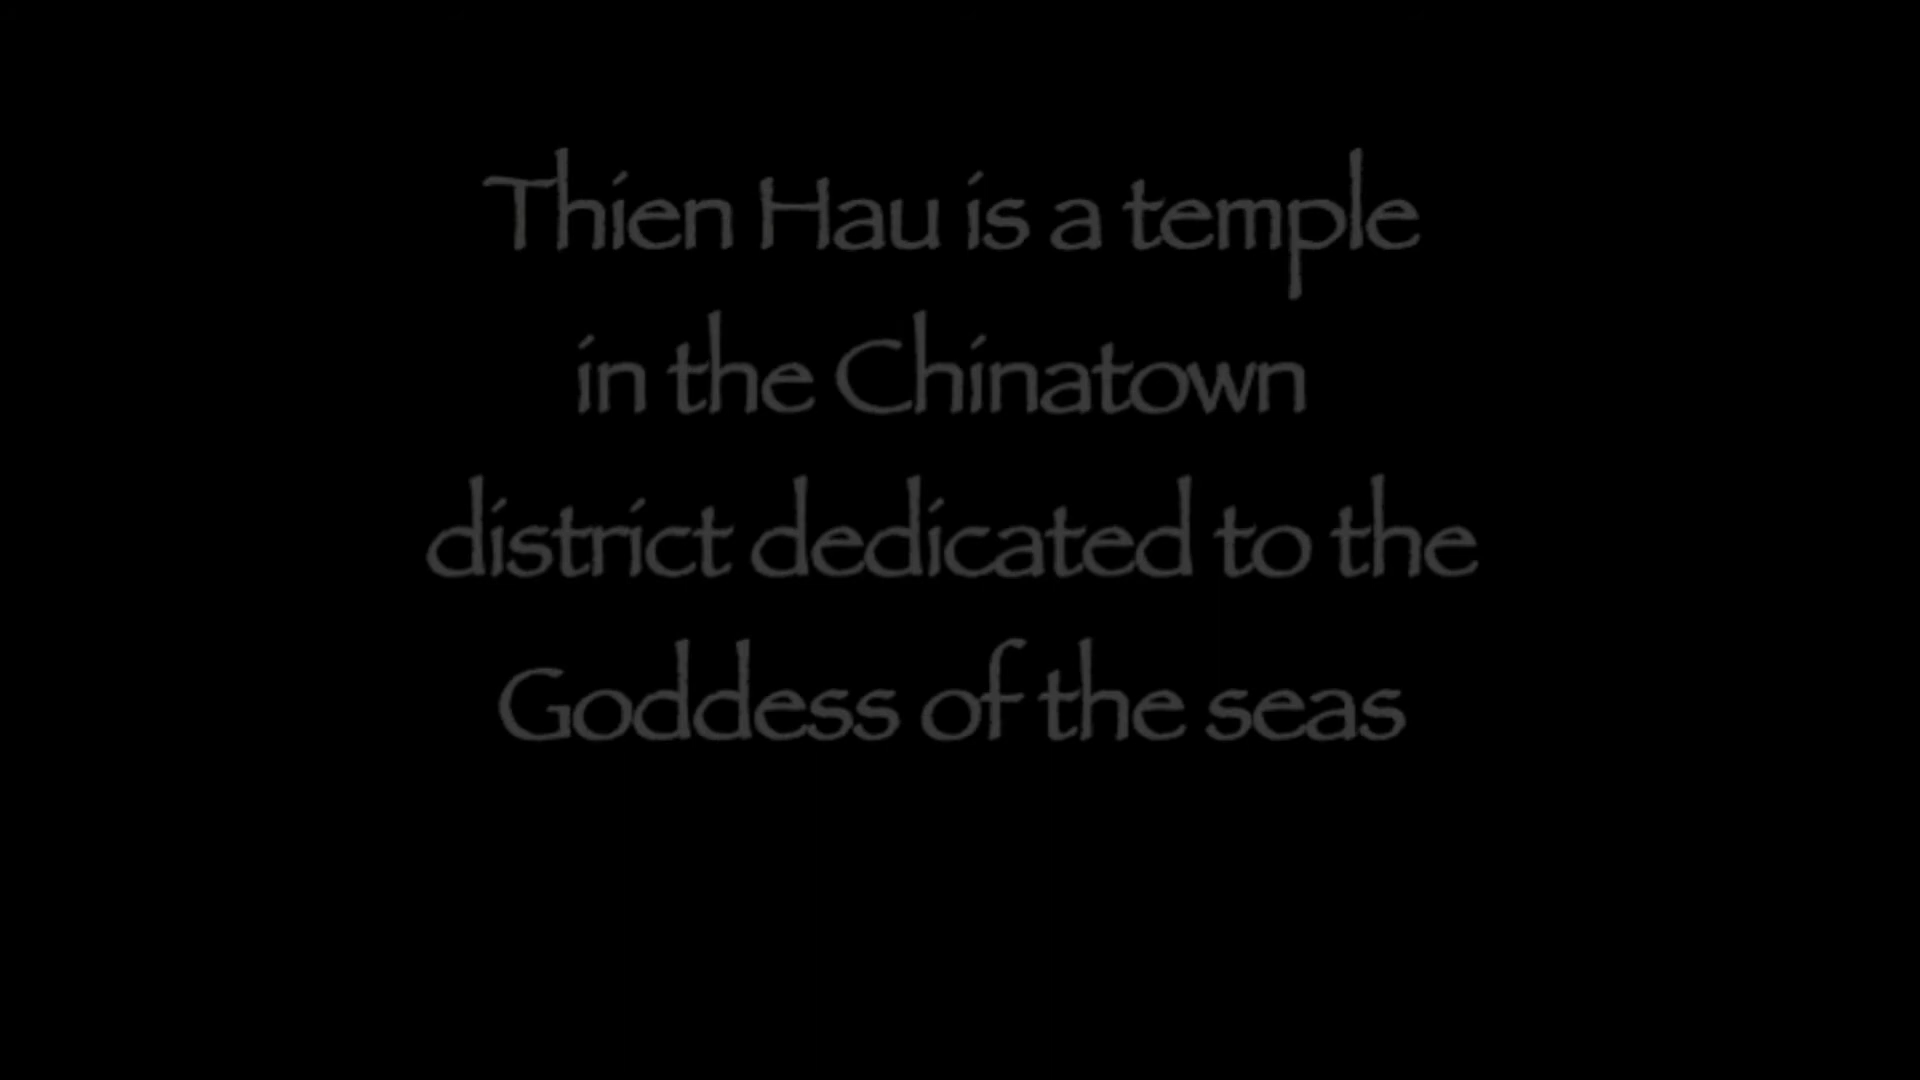 Thien Hau is a temple
in the Chinatown
district dedicated to the
Goddess of the seas